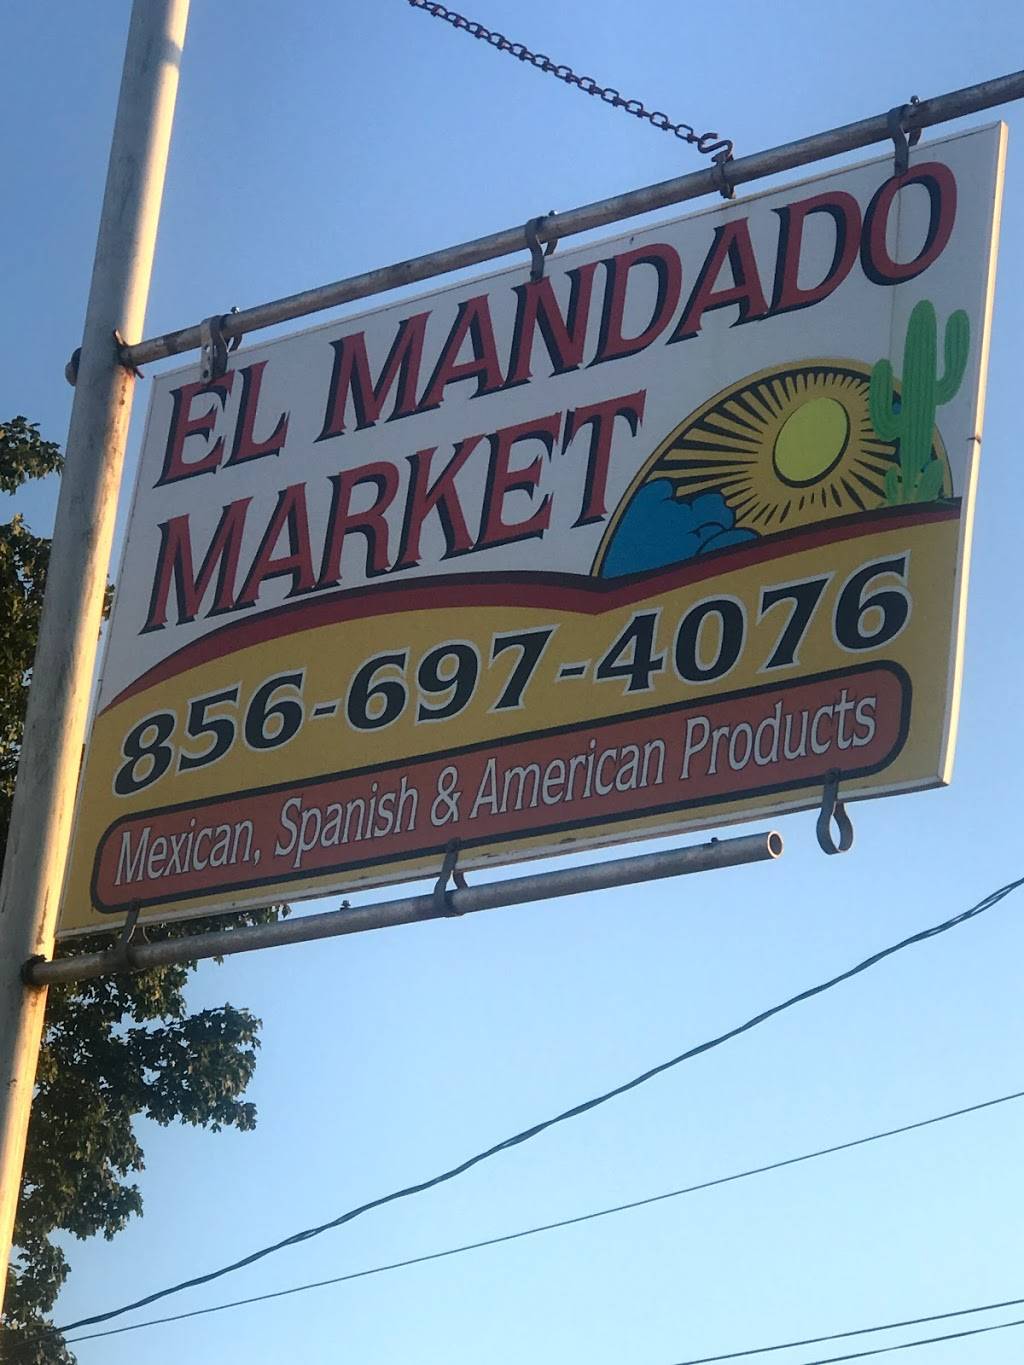 EL MANDADO
MARKET
856-697-4076
Mexican, Spanish & American Products